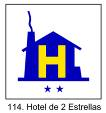 H
114. Hotel de 2 Estrellas